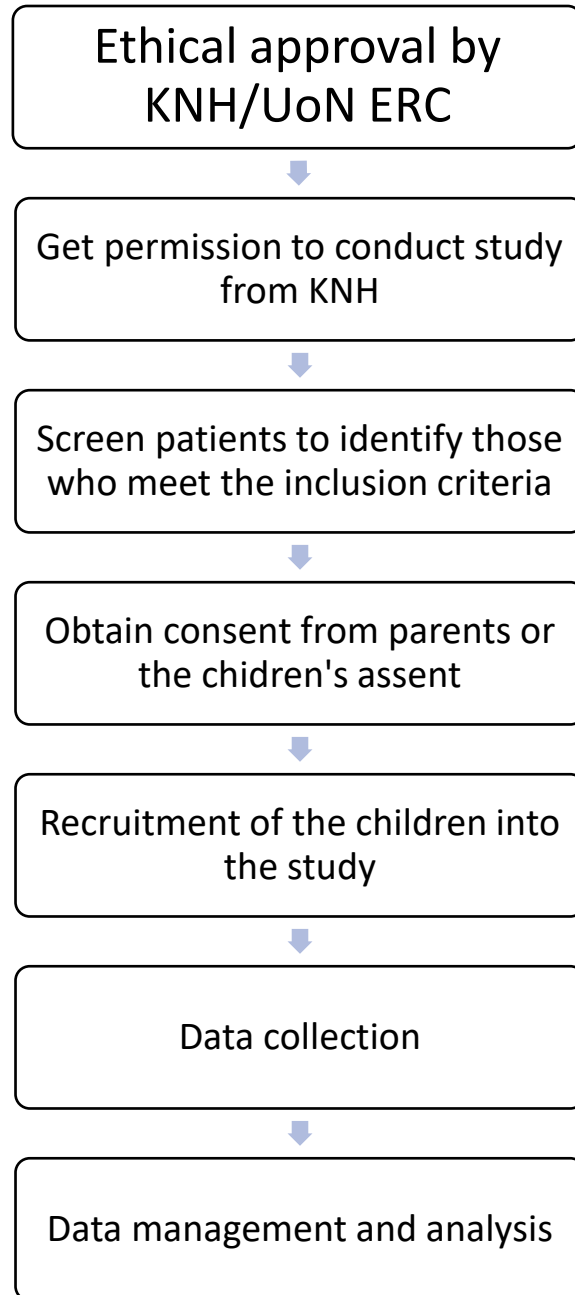 Ethical approval by
KNH/UoN ERC
Get permission to conduct study
from KNH
Screen patients to identify those
who meet the inclusion criteria
Obtain consent from parents or
the chidren's assent
Recruitment of the children into
the study
Data collection
Data management and analysis